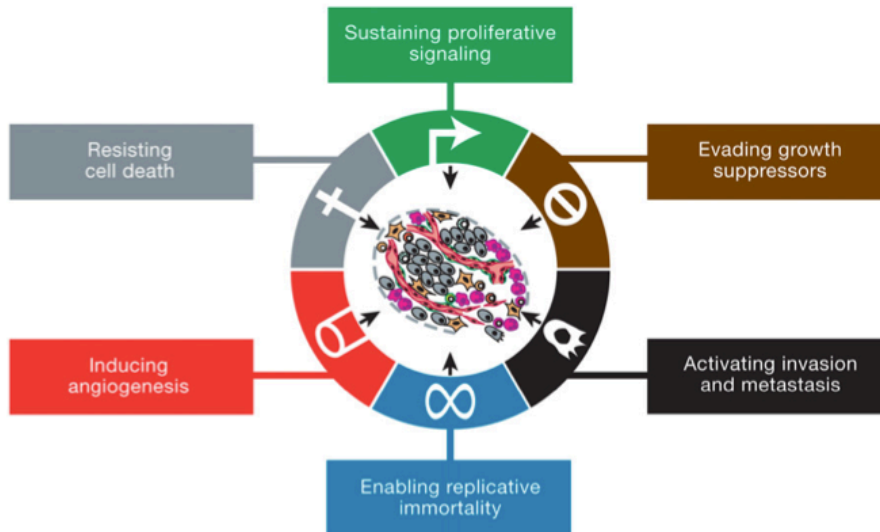 Sustaining proliferative
signaling
Resisting
cell death
Evading growth
suppressors
Inducing
angiogenesis
Activating invasion
and metastasis
Enabling replicative
immortality